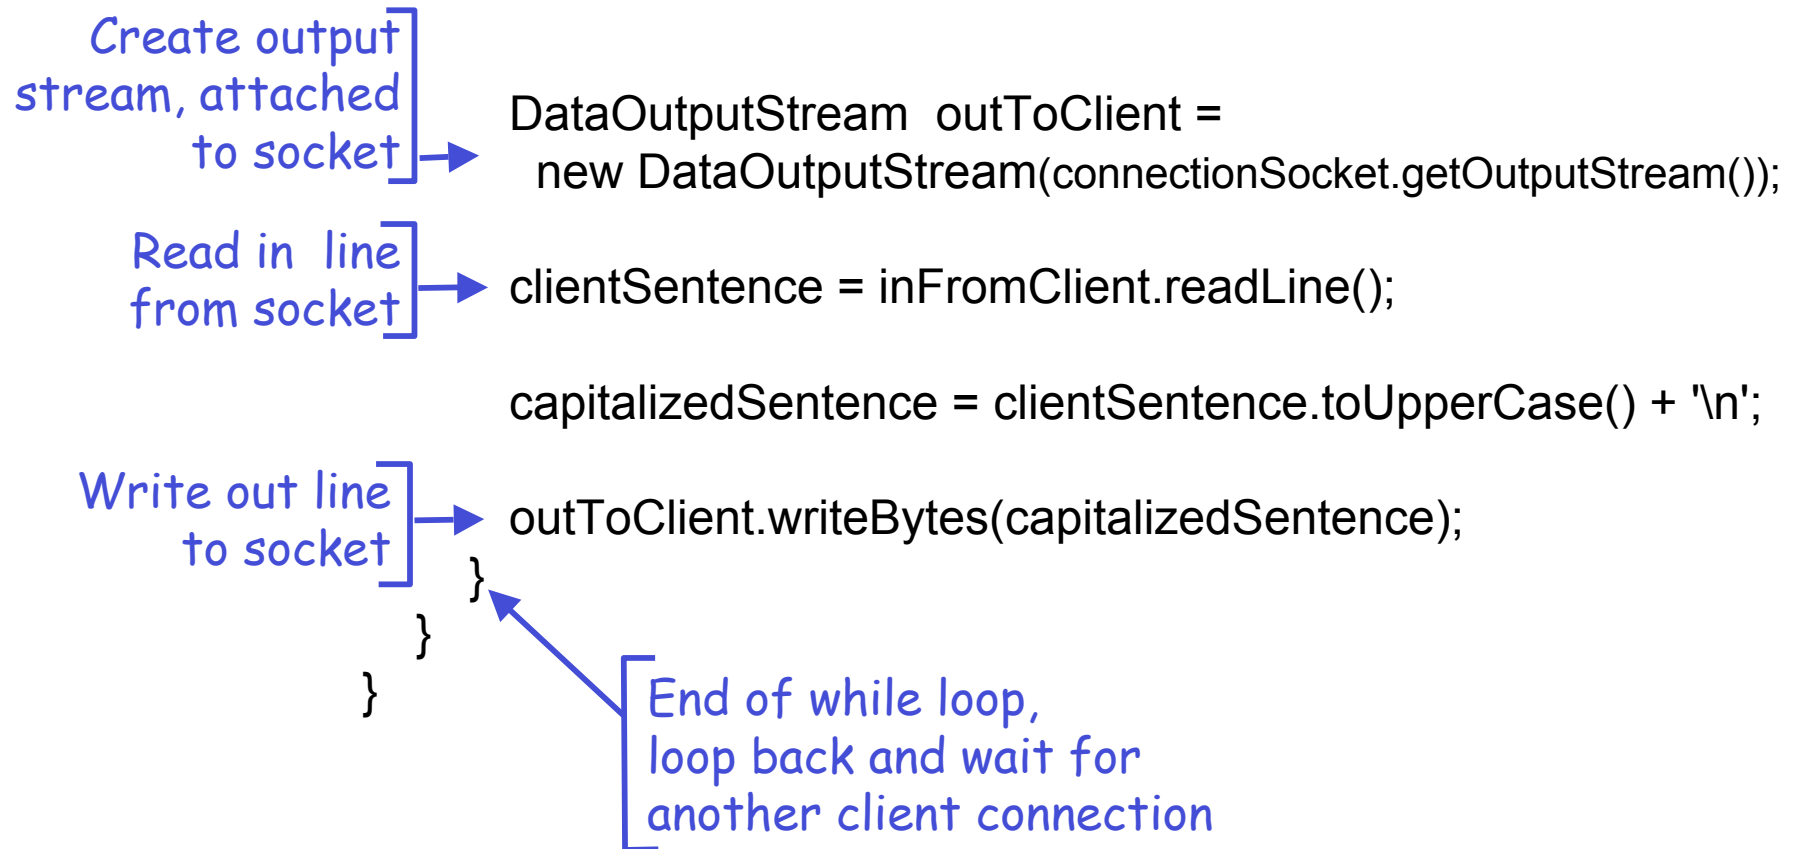 Create output
stream, attached
to socket
DataOutputStream outToClient =
new DataOutputStream(connectionSocket.getOutputStream());
Read in line
from socket
clientSentence = inFromClient.readLine();
capitalizedSentence = clientSentence.toUpperCase() + '\n';
Write out line
to socket
outToClient.writeBytes(capitalizedSentence);
}
}
}
End of while loop,
loop back and wait for
another client connection